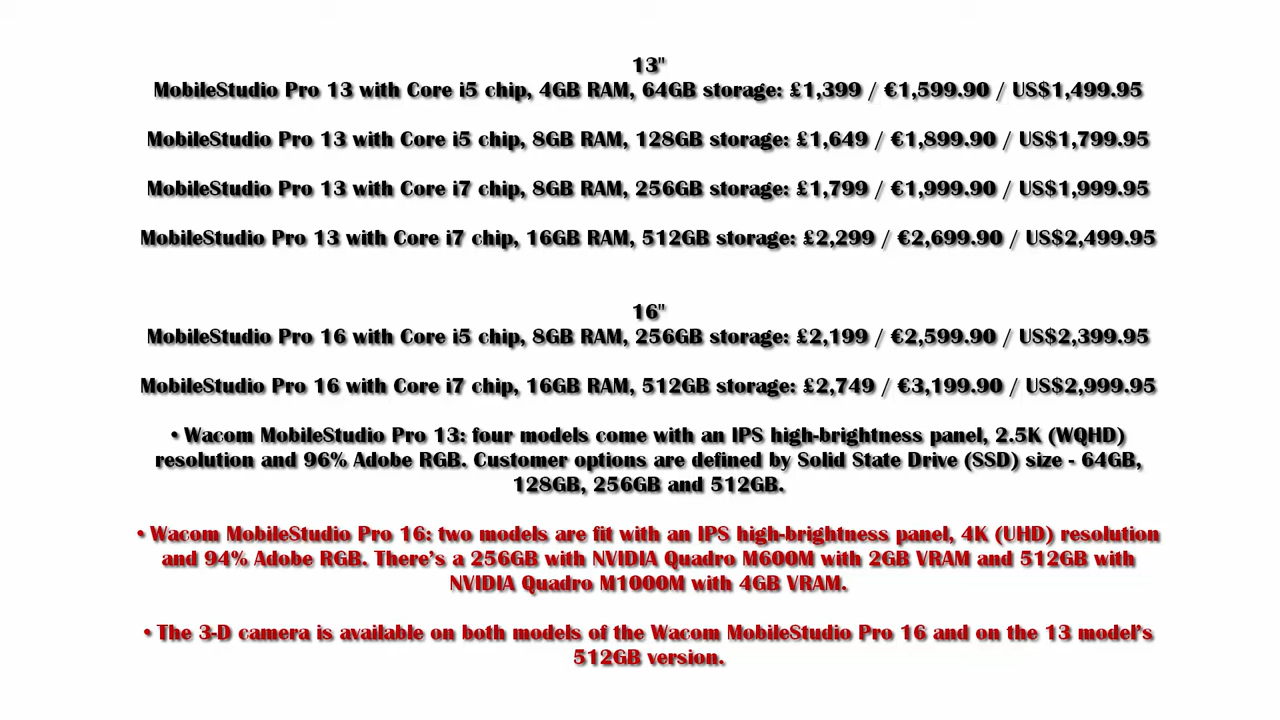 13"
MobileStudio Pro 13 with Core i5 chip, 4GB RAM, 64GB storage: £1,399 / €1,599.90 / US$1,499.95
MobileStudio Pro 13 with Core i5 chip, 8GB RAM, 128GB storage: £1,649 / €1,899.90 / US$1,799.95
MobileStudio Pro 13 with Core i7 chip, 8GB RAM, 256GB storage: £1,799 / €1,999.90 / US$1,999.95
MobileStudio Pro 13 with Core i7 chip, 16GB RAM, 512GB storage: £2,299 / €2,699.90 / US$2,499.95
16"
MobileStudio Pro 16 with Core i5 chip, 8GB RAM, 256GB storage: £2,199 / €2,599.90 / US$2,399.95
MobileStudio Pro 16 with Core i7 chip, 16GB RAM, 512GB storage: £2,749 / €3,199.90 / US$2,999.95
• Wacom MobileStudio Pro 13: four models come with an IPS high-brightness panel, 2.5K (WQHD)
resolution and 96% Adobe RGB. Customer options are defined by Solid State Drive (SSD) size - 64GB,
128GB, 256GB and 512GB.
• Wacom MobileStudio Pro 16: two models are fit with an IPS high-brightness panel, 4K (UHD) resolution
and 94% Adobe RGB. There's a 256GB with NVIDIA Quadro M600M with 2GB VRAM and 512GB with
NVIDIA Quadro M1000M with 4GB VRAM.
• The 3-D camera is available on both models of the Wacom MobileStudio Pro 16 and on the 13 model's
512GB version.